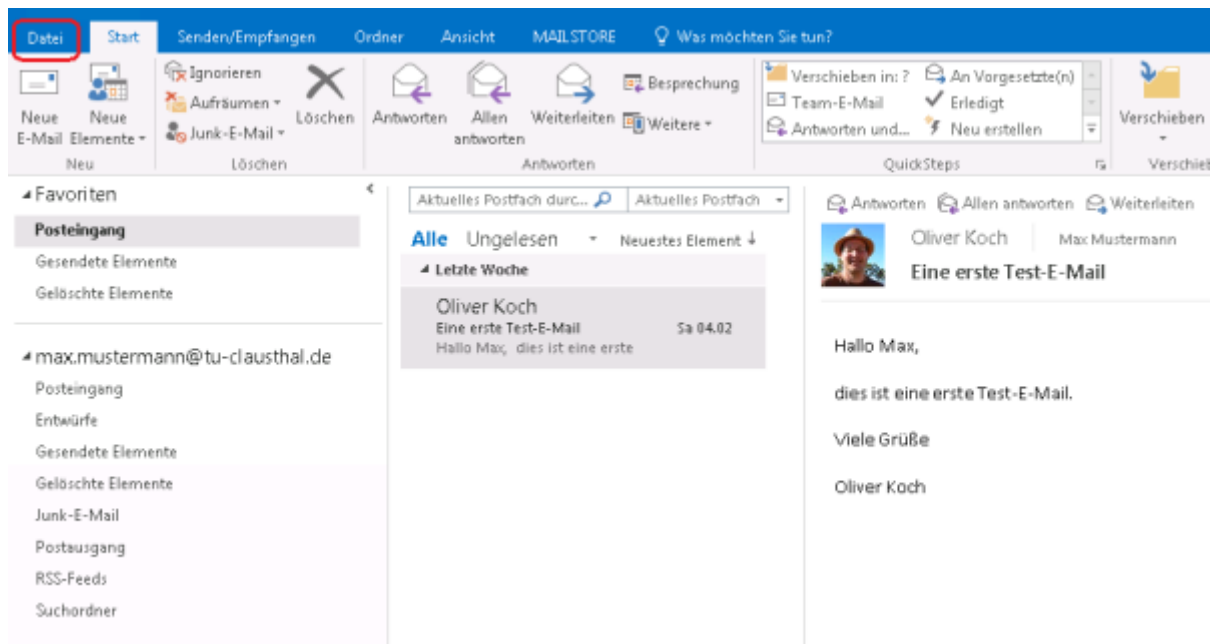 Datei Start Senden/Empfangen Ordner Ansicht MAILSTORE Was möchten Sie tun?
Neue E-Mail
Neue Elemente
Neu
Ignorieren
Aufräumen
Junk-E-Mail
Löschen
Löschen
Antworten
Allen antworten
Weiterleiten
Besprechung
Weitere
Antworten
Verschieben in: ?
Team-E-Mail
Antworten und...
An Vorgesetzte(n)
Erledigt
Neu erstellen
QuickSteps
Verschieben
Verschieb
Favoriten
Posteingang
Gesendete Elemente
Gelöschte Elemente
max.mustermann@tu-clausthal.de
Posteingang
Entwürfe
Gesendete Elemente
Gelöschte Elemente
Junk-E-Mail
Postausgang
RSS-Feeds
Suchordner
Aktuelles Postfach durc... Aktuelles Postfach
Alle Ungelesen Neuestes Element
Letzte Woche
Oliver Koch
Eine erste Test-E-Mail Sa 04.02
Hallo Max, dies ist eine erste
Antworten Allen antworten Weiterleiten
Oliver Koch Max Mustermann
Eine erste Test-E-Mail
Hallo Max,
dies ist eine erste Test-E-Mail.
Viele Grüße
Oliver Koch